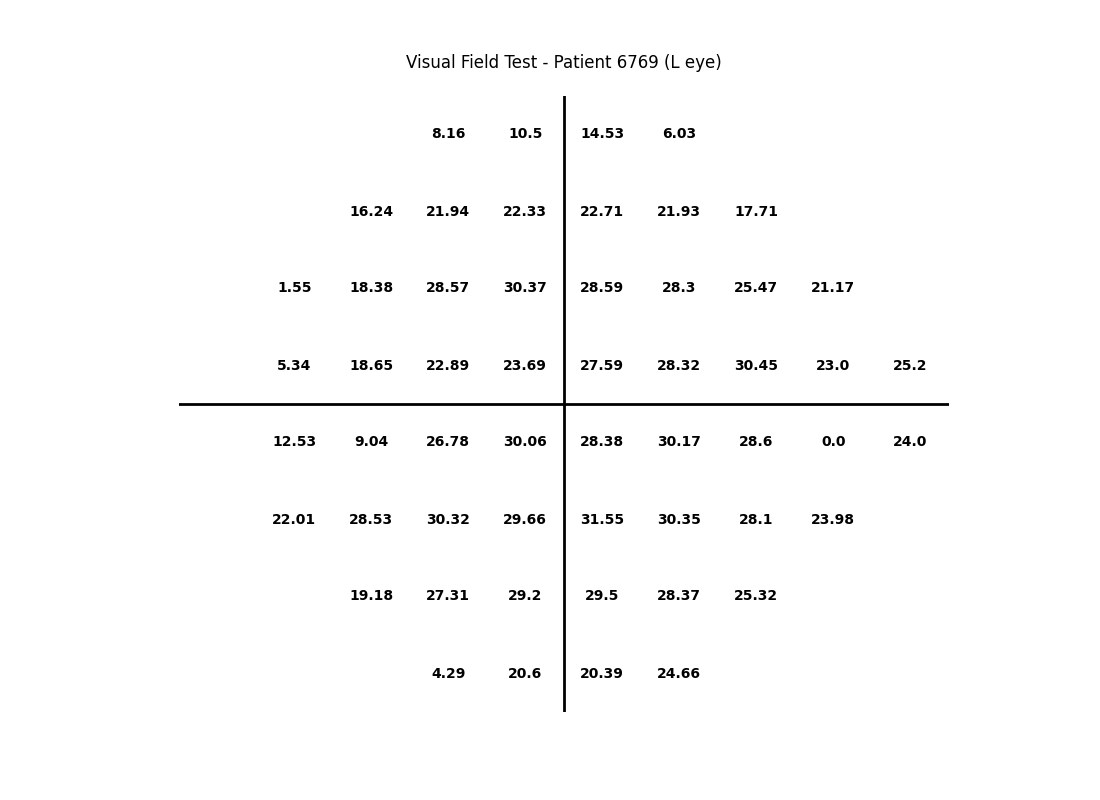 Visual Field Test - Patient 6769 (L eye)
8.16 10.5 14.53 6.03
16.24 21.94 22.33 22.71 21.93 17.71
1.55 18.38 28.57 30.37 28.59 28.3 25.47 21.17
5.34 18.65 22.89 23.69 27.59 28.32 30.45 23.0 25.2
12.53 9.04 26.78 30.06 28.38 30.17 28.6 0.0 24.0
22.01 28.53 30.32 29.66 31.55 30.35 28.1 23.98
19.18 27.31 29.2 29.5 28.37 25.32
4.29 20.6 20.39 24.66